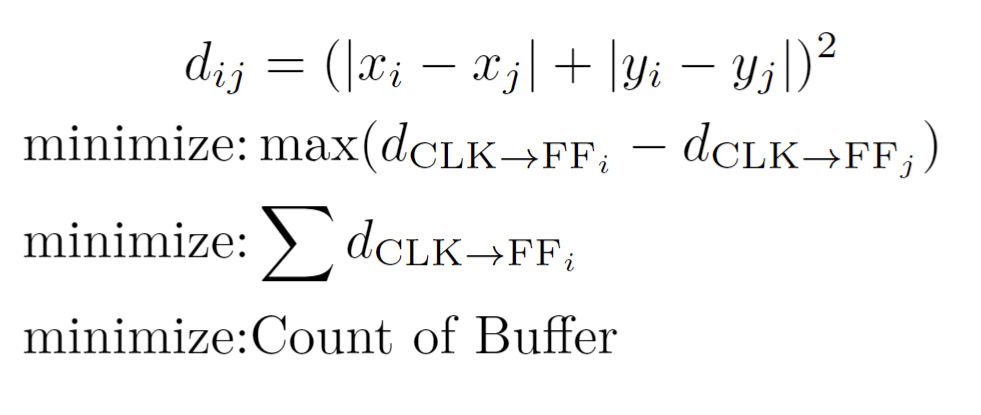 d_{ij} = (|x_i − x_j| + |y_i − y_j|)^2
minimize: max(d_{CLK→FF_i} − d_{CLK→FF_j})
minimize: ∑ d_{CLK→FF_i}
minimize:Count of Buffer